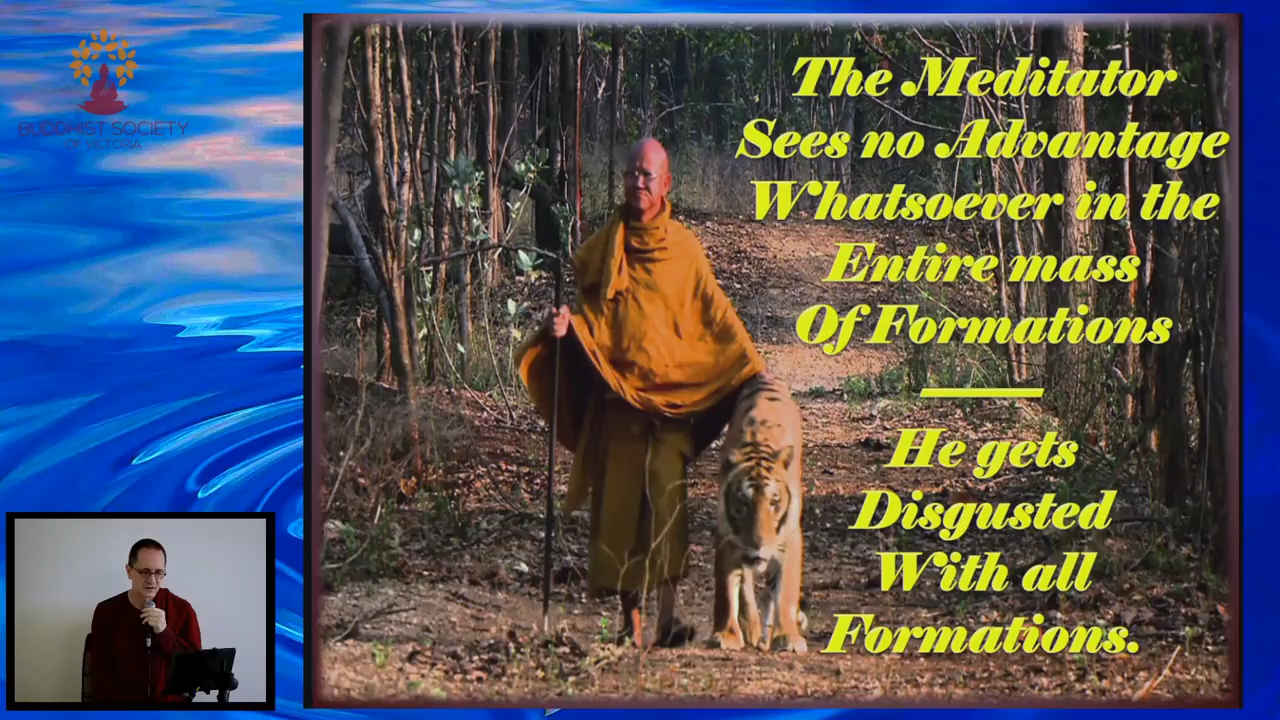 BUDDHIST SOCIETY
OF VICTORIA
The Meditator
Sees no Advantage
Whatsoever in the
Entire mass
Of Formations
He gets
Disgusted
With all
Formations.